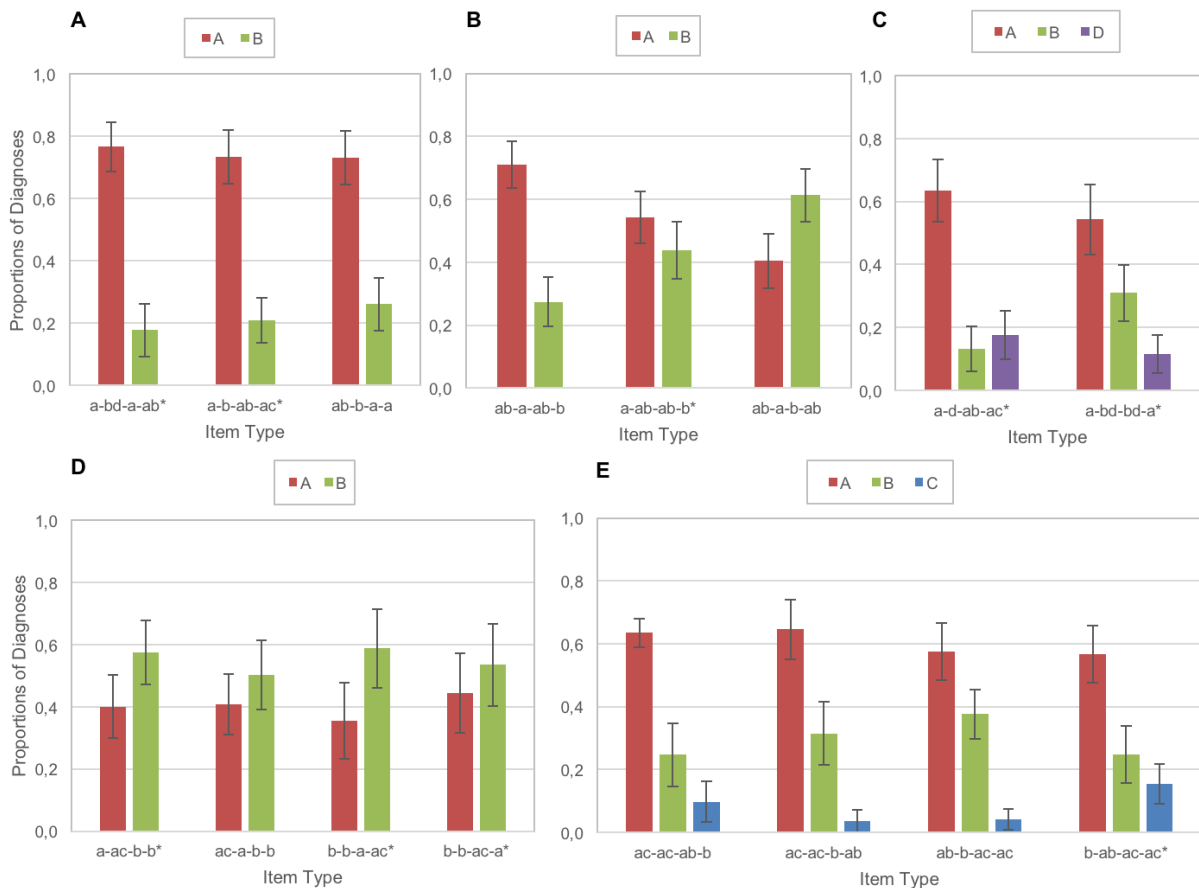 A
A B
1,0
0,8
0,6
0,4
0,2
0,0
Proportions of Diagnoses
a-bd-a-ab* a-b-ab-ac* ab-b-a-a
Item Type
B
A B
1,0
0,8
0,6
0,4
0,2
0,0
ab-a-ab-b a-ab-ab-b* ab-a-b-ab
Item Type
C
A B D
1,0
0,8
0,6
0,4
0,2
0,0
a-d-ab-ac* a-bd-bd-a*
Item Type
D
A B
1,0
0,8
0,6
0,4
0,2
0,0
Proportions of Diagnoses
a-ac-b-b* ac-a-b-b b-b-a-ac* b-b-ac-a*
Item Type
E
A B C
1,0
0,8
0,6
0,4
0,2
0,0
ac-ac-ab-b ac-ac-b-ab ab-b-ac-ac b-ab-ac-ac*
Item Type